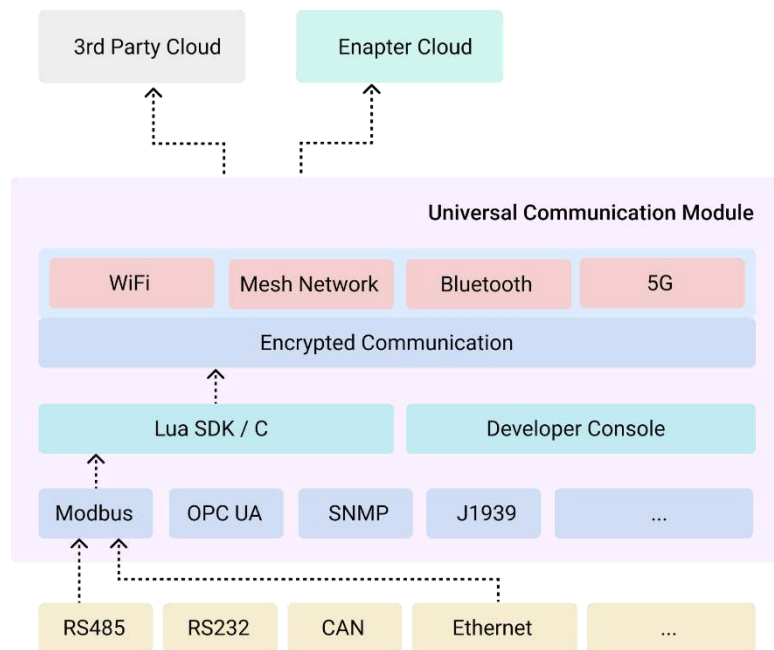 3rd Party Cloud
Enapter Cloud
Universal Communication Module
WiFi
Mesh Network
Bluetooth
5G
Encrypted Communication
Lua SDK / C
Developer Console
Modbus
OPC UA
SNMP
J1939
...
RS485
RS232
CAN
Ethernet
...